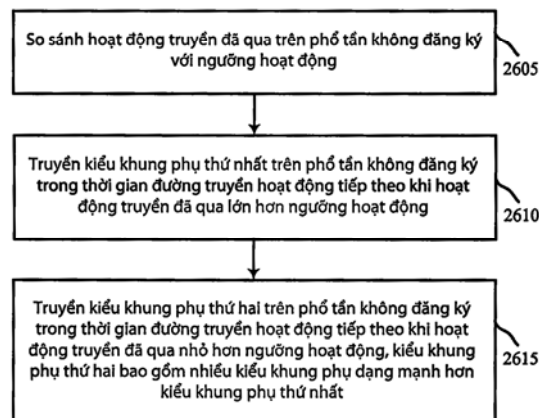 So sánh hoạt động truyền đã qua trên phổ tần không đăng ký
với ngưỡng hoạt động
2605
Truyền kiểu khung phụ thứ nhất trên phổ tần không đăng ký
trong thời gian đường truyền hoạt động tiếp theo khi hoạt
động truyền đã qua lớn hơn ngưỡng hoạt động
2610
Truyền kiểu khung phụ thứ hai trên phổ tần không đăng ký
trong thời gian đường truyền hoạt động tiếp theo khi hoạt
động truyền đã qua nhỏ hơn ngưỡng hoạt động, kiểu khung
phụ thứ hai bao gồm nhiều kiểu khung phụ dạng mạnh hơn
kiểu khung phụ thứ nhất
2615